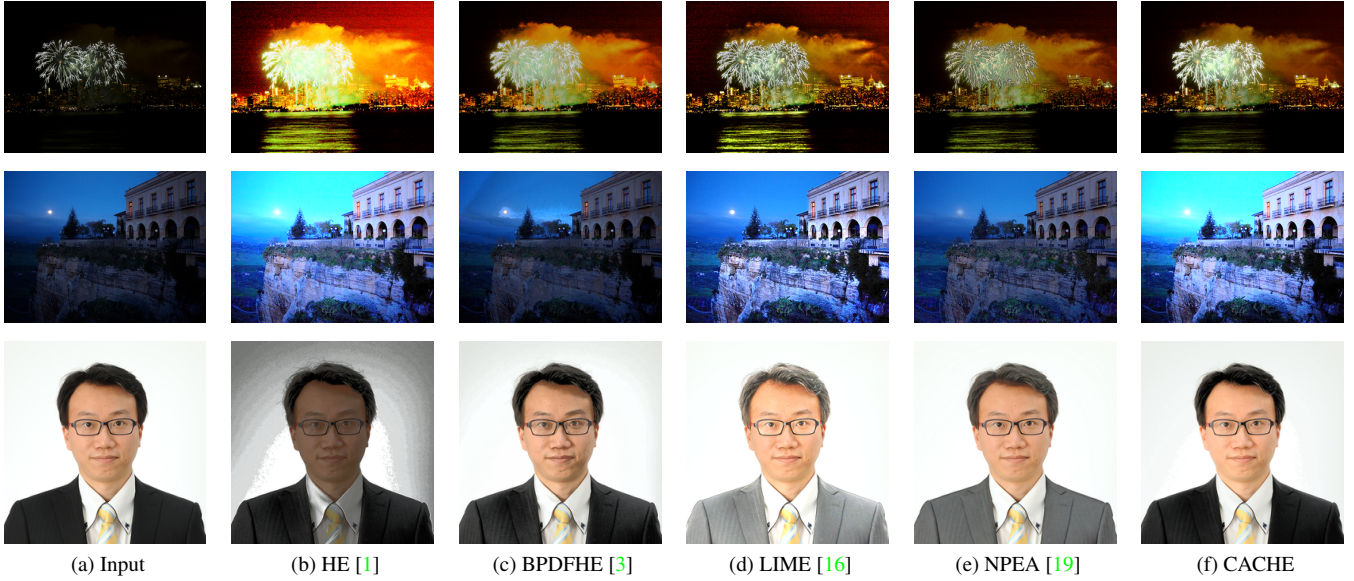 (a) Input
(b) HE [1]
(c) BPDFHE [3]
(d) LIME [16]
(e) NPEA [19]
(f) CACHE